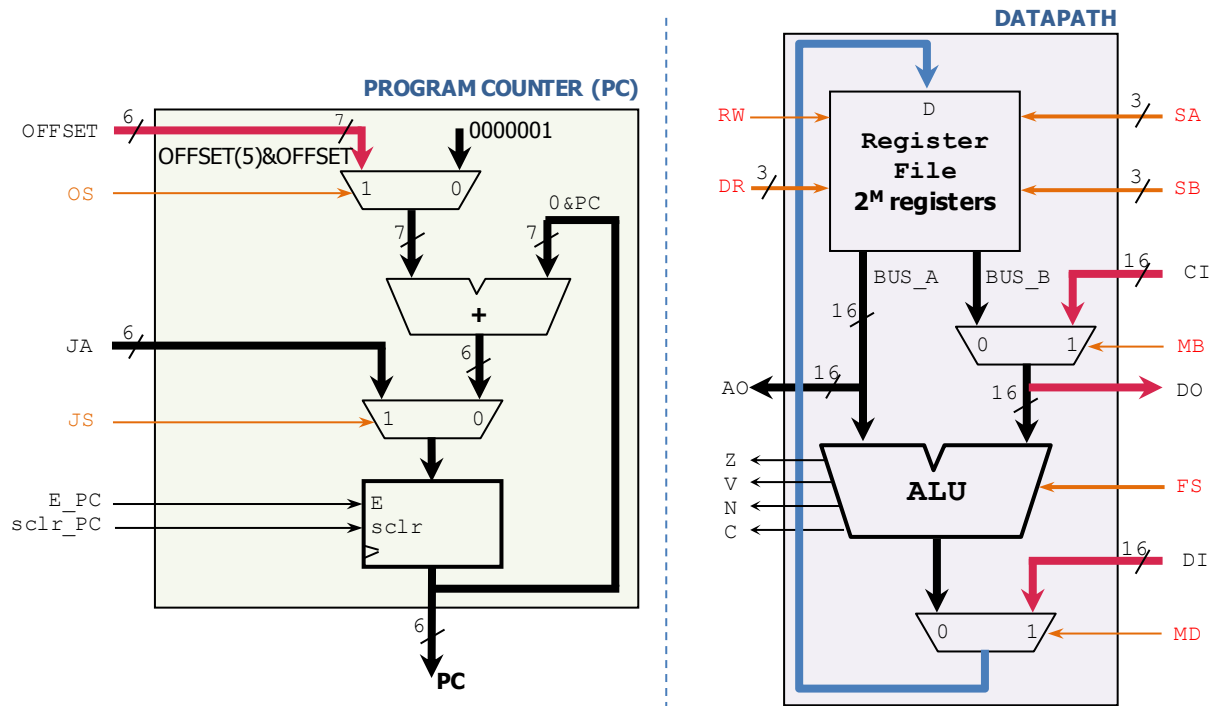 DATAPATH
PROGRAM COUNTER (PC)
OFFSET
6
7
0000001
OFFSET(5)&OFFSET
OS
1
0
0&PC
7
7
+
JA
6
6
JS
1
0
E_PC
E
sclr_PC
sclr
6
PC
RW
D
3
SA
Register
File
2ᴹ registers
DR
3
3
SB
BUS_A
BUS_B
16
CI
16
0
1
MB
AO
16
16
DO
Z
V
N
C
ALU
FS
16
DI
0
1
MD